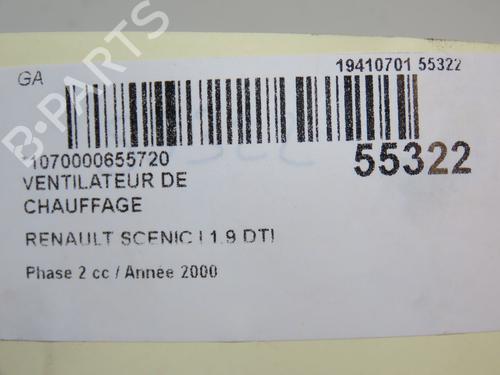 GA
19410701 55322
1070000655720
55322
VENTILATEUR DE
CHAUFFAGE
RENAULT SCENIC I 1.9 DTI
Phase 2 cc / Année 2000
B-PARTS